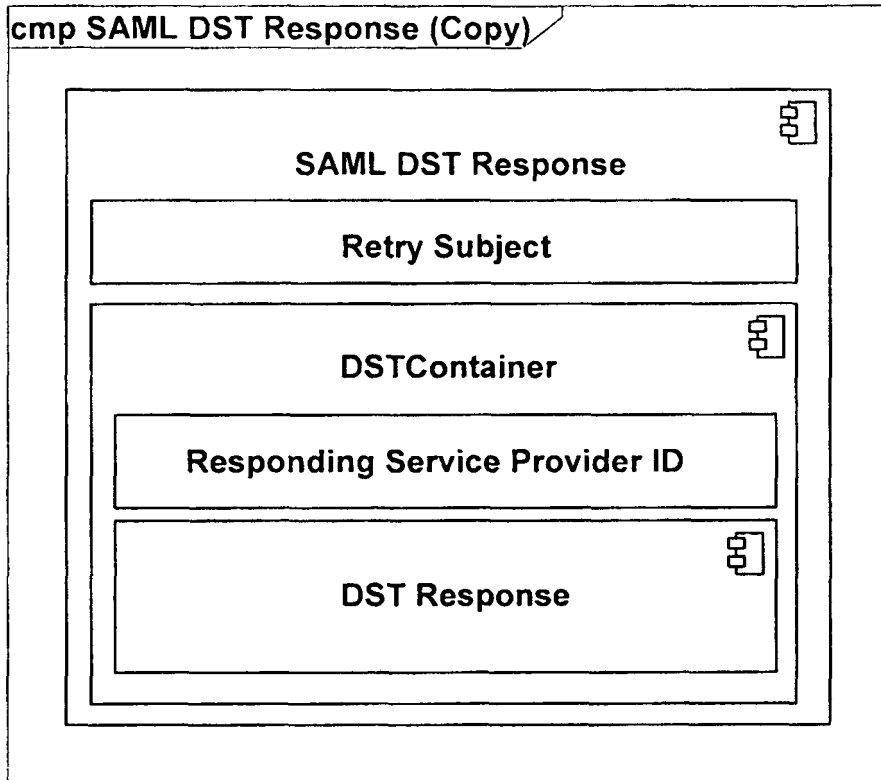 cmp SAML DST Response (Copy)
SAML DST Response
Retry Subject
DSTContainer
Responding Service Provider ID
DST Response